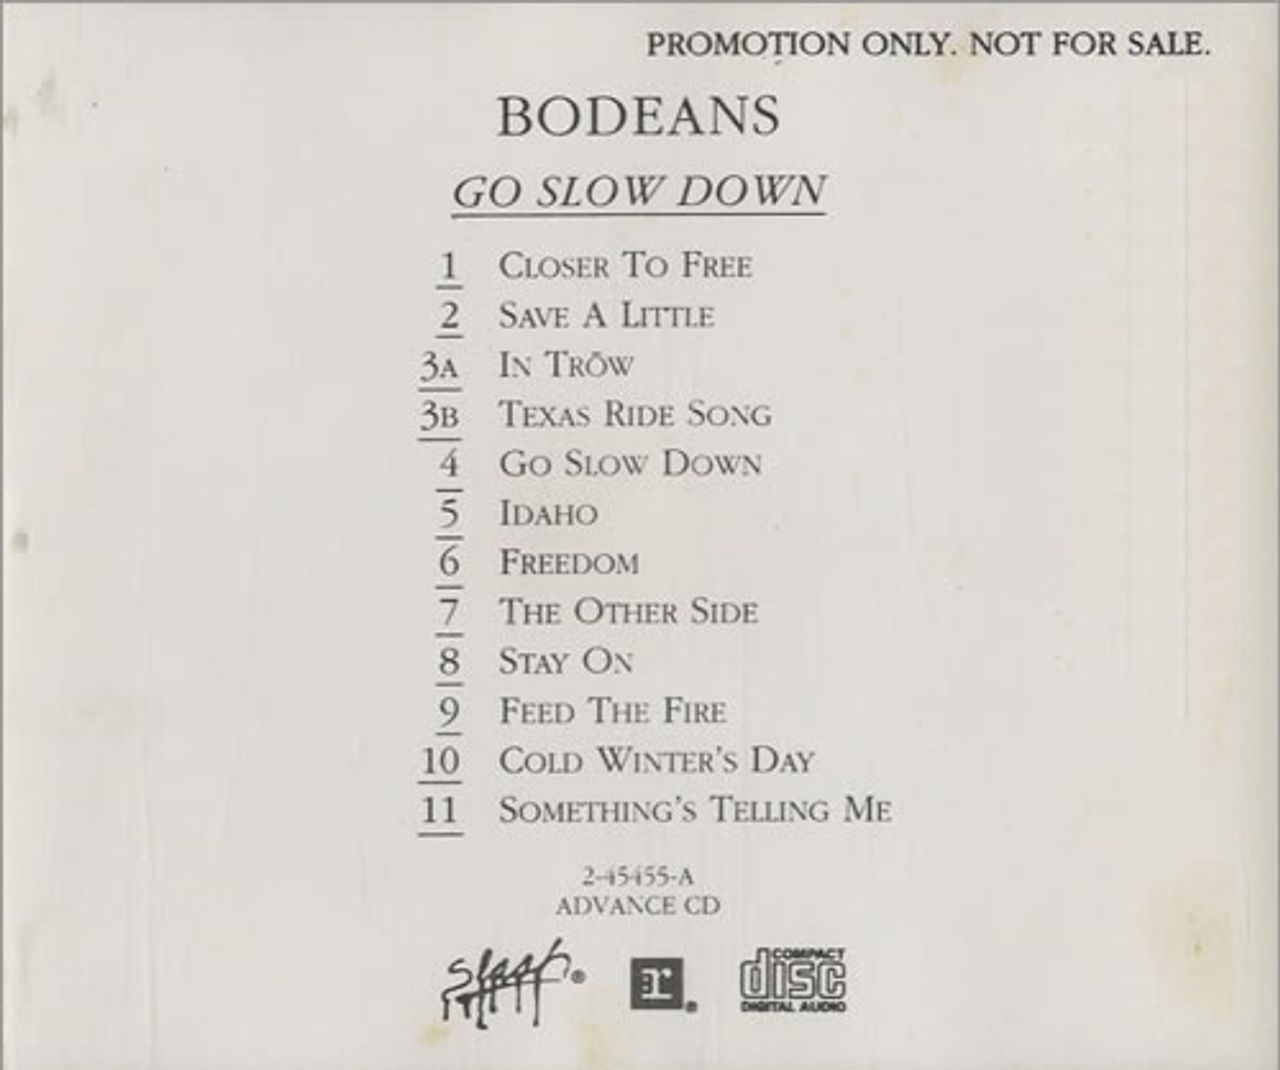 PROMOTION ONLY. NOT FOR SALE.
BODEANS
GO SLOW DOWN
1 CLOSER TO FREE
2 SAVE A LITTLE
3A IN TRŌW
3B TEXAS RIDE SONG
4 GO SLOW DOWN
5 IDAHO
6 FREEDOM
7 THE OTHER SIDE
8 STAY ON
9 FEED THE FIRE
10 COLD WINTER'S DAY
11 SOMETHING'S TELLING ME
2-45455-A
ADVANCE CD
slash® r® COMPACT disc DIGITAL AUDIO